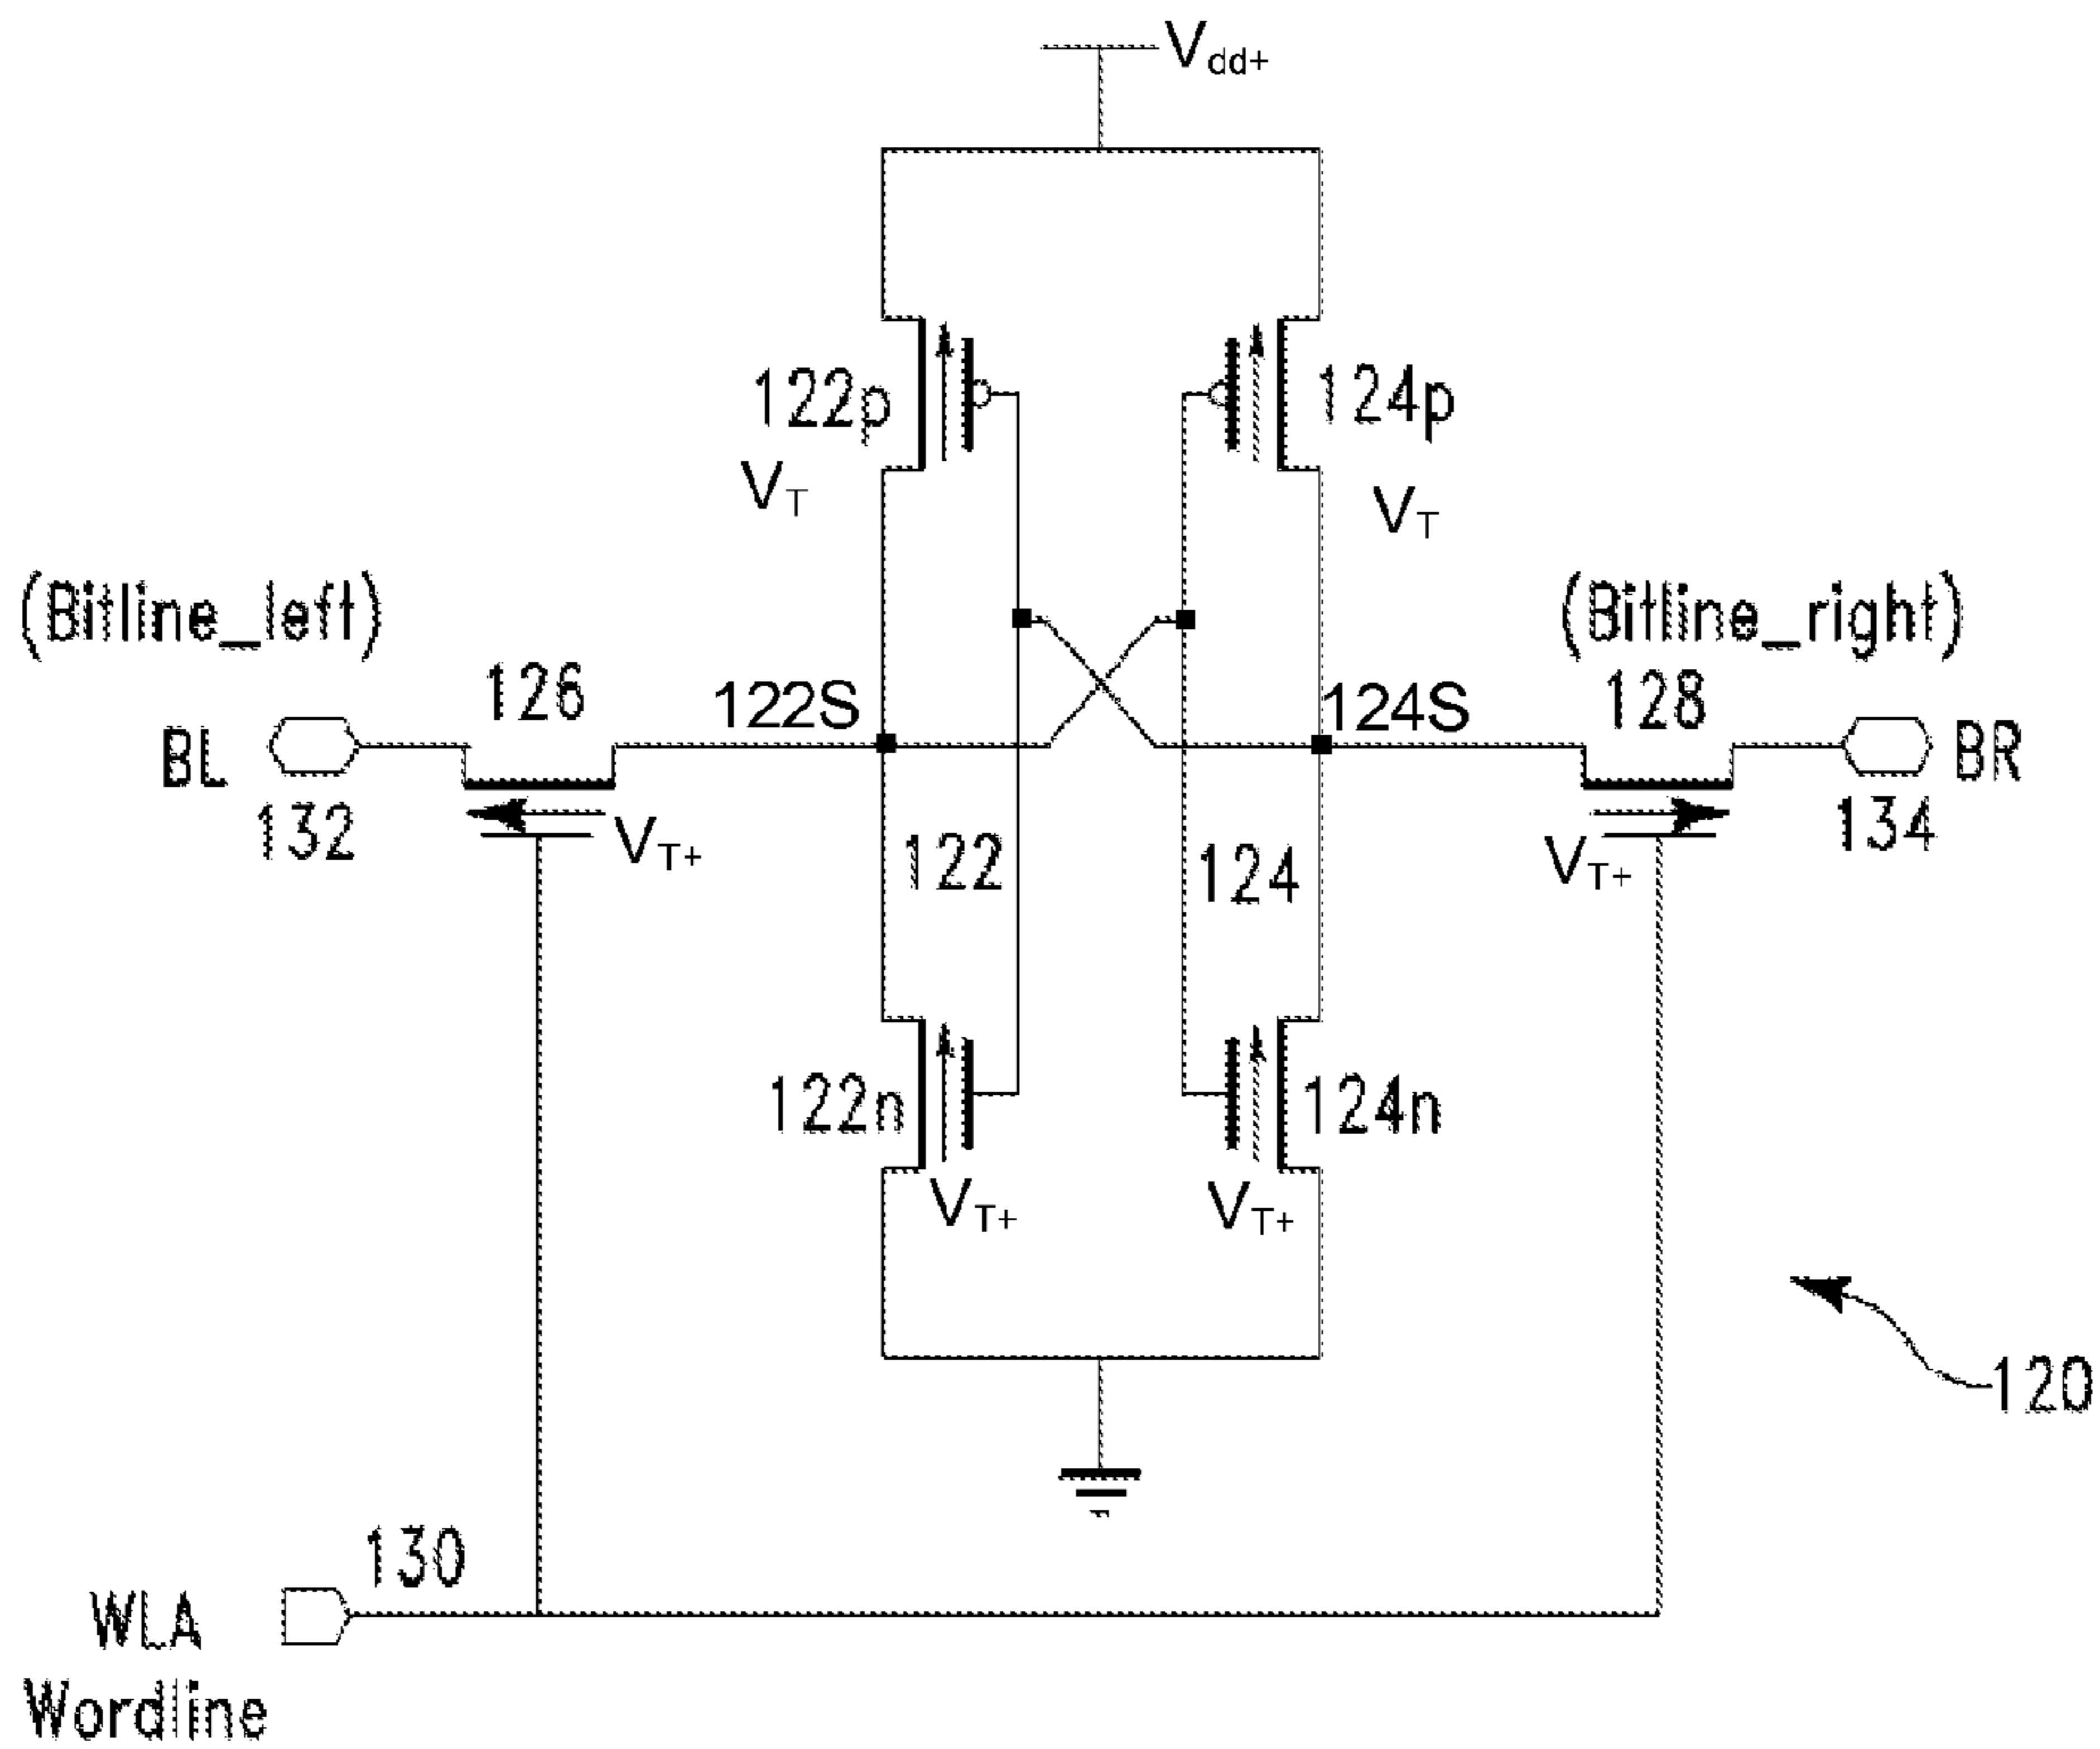 Vdd+
122p
124p
VT
VT
(Bitline_left)
(Bitline_right)
126
122S
124S
128
BL
BR
132
VT+
122
124
VT+
134
122n
124n
VT+
VT+
120
130
WLA
Wordline